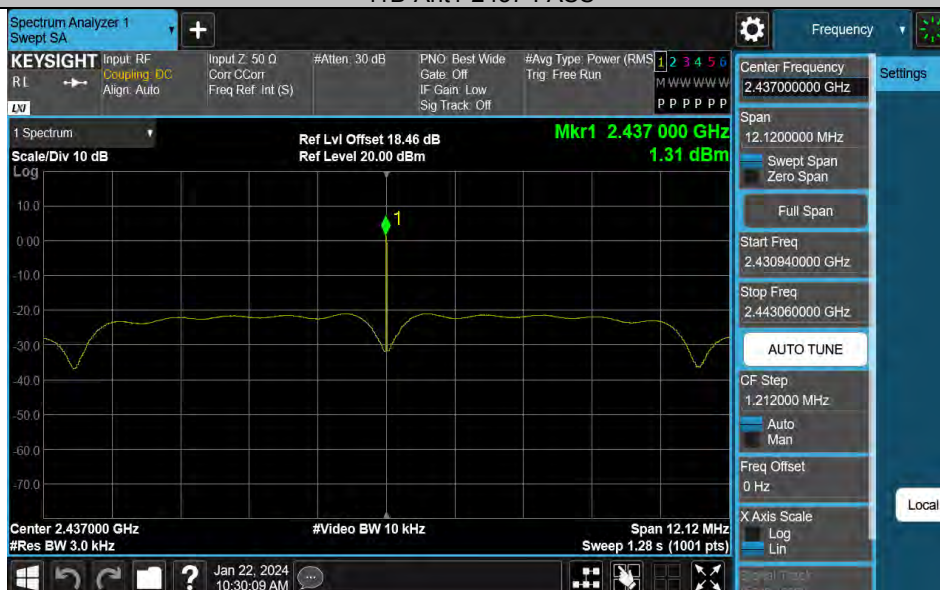 Spectrum Analyzer 1
Swept SA
+
Frequency
KEYSIGHT
RL
LXI
Input: RF
Coupling: DC
Align: Auto
Input Z: 50 Ω
Corr CCorr
Freq Ref: Int (S)
#Atten: 30 dB
PNO: Best Wide
Gate: Off
IF Gain: Low
Sig Track: Off
#Avg Type: Power (RMS
Trig: Free Run
1 2 3 4 5 6
M W W W W W
P P P P P P
1 Spectrum
Scale/Div 10 dB
Log
Ref Lvl Offset 18.46 dB
Ref Level 20.00 dBm
Mkr1 2.437 000 GHz
1.31 dBm
10.0
0.00
-10.0
-20.0
-30.0
-40.0
-50.0
-60.0
-70.0
1
Center 2.437000 GHz
#Res BW 3.0 kHz
#Video BW 10 kHz
Span 12.12 MHz
Sweep 1.28 s (1001 pts)
Jan 22, 2024
10:30:09 AM
?
Center Frequency
2.437000000 GHz
Span
12.1200000 MHz
Swept Span
Zero Span
Full Span
Start Freq
2.430940000 GHz
Stop Freq
2.443060000 GHz
AUTO TUNE
CF Step
1.212000 MHz
Auto
Man
Freq Offset
0 Hz
X Axis Scale
Log
Lin
Signal Track
Settings
Local